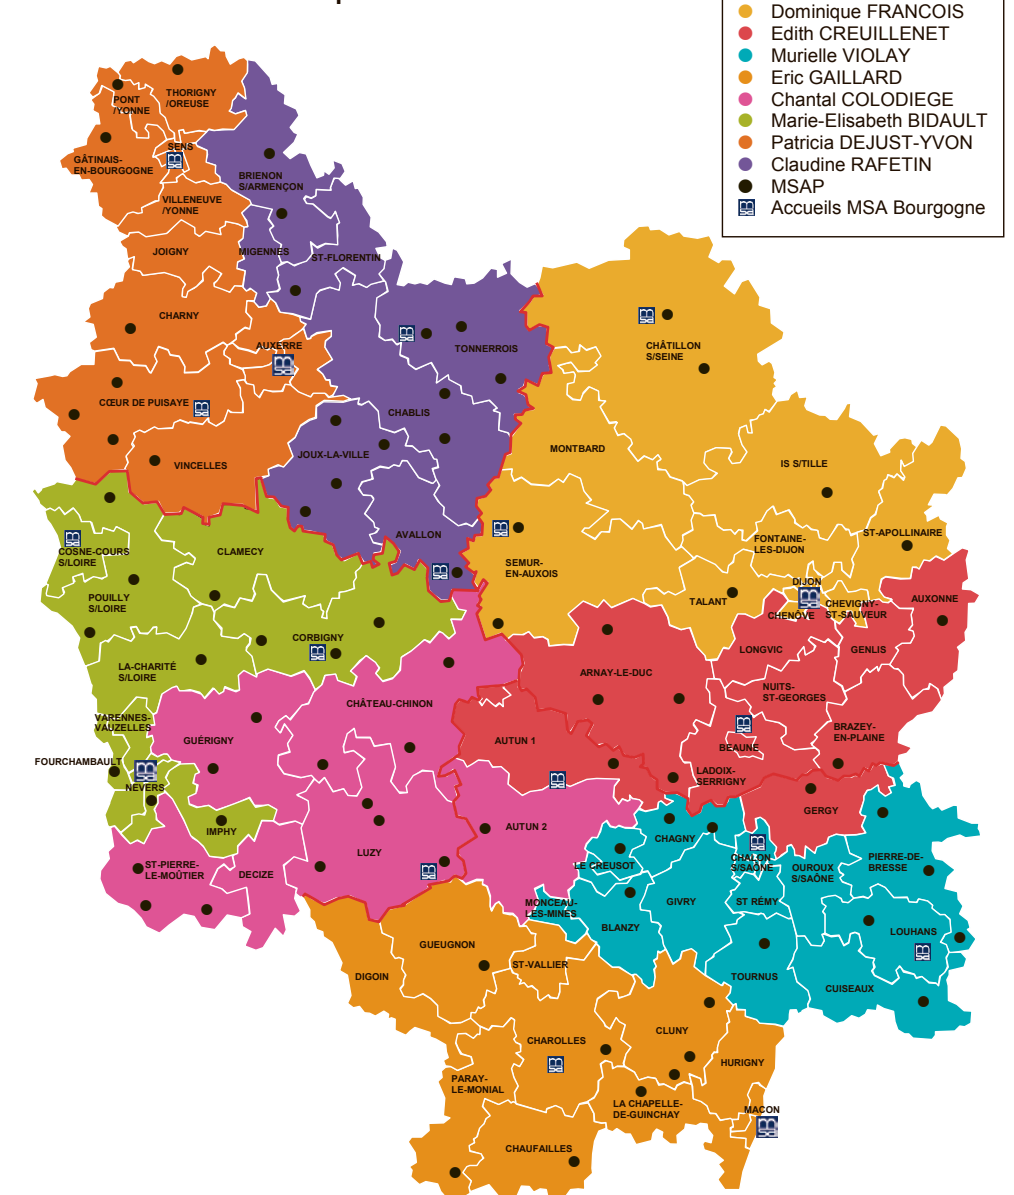 Dominique FRANCOIS
Edith CREUILLENET
Murielle VIOLAY
Eric GAILLARD
Chantal COLODIEGE
Marie-Elisabeth BIDAULT
Patricia DEJUST-YVON
Claudine RAFETIN
MSAP
Accueils MSA Bourgogne
THORIGNY
/OREUSE
PONT
/YONNE
SENS
GÂTINAIS-
EN-BOURGOGNE
BRIENON
S/ARMENÇON
VILLENEUVE
/YONNE
JOIGNY
MIGENNES
ST-FLORENTIN
CHARNY
AUXERRE
TONNERROIS
CHÂTILLON
S/SEINE
CŒUR DE PUISAYE
CHABLIS
VINCELLES
JOUX-LA-VILLE
MONTBARD
IS S/TILLE
AVALLON
COSNE-COURS
S/LOIRE
CLAMECY
SEMUR-
EN-AUXOIS
FONTAINE-
LES-DIJON
ST-APOLLINAIRE
POUILLY
S/LOIRE
TALANT
DIJON
CHENÔVE
CHEVIGNY-
ST-SAUVEUR
AUXONNE
CORBIGNY
LA-CHARITÉ
S/LOIRE
LONGVIC
GENLIS
ARNAY-LE-DUC
NUITS-
ST-GEORGES
CHÂTEAU-CHINON
VARENNES-
VAUZELLES
GUÉRIGNY
AUTUN 1
BEAUNE
BRAZEY-
EN-PLAINE
FOURCHAMBAULT
NEVERS
LADOIX-
SERRIGNY
GERGY
IMPHY
AUTUN 2
CHAGNY
LUZY
ST-PIERRE-
LE-MOÛTIER
DECIZE
LE CREUSOT
CHALON
S/SAÔNE
OUROUX
S/SAÔNE
PIERRE-DE-
BRESSE
MONCEAU-
LES-MINES
GIVRY
ST RÉMY
BLANZY
LOUHANS
GUEUGNON
DIGOIN
ST-VALLIER
TOURNUS
CUISEAUX
CHAROLLES
CLUNY
HURIGNY
PARAY-
LE-MONIAL
LA CHAPELLE-
DE-GUINCHAY
MACON
CHAUFAILLES